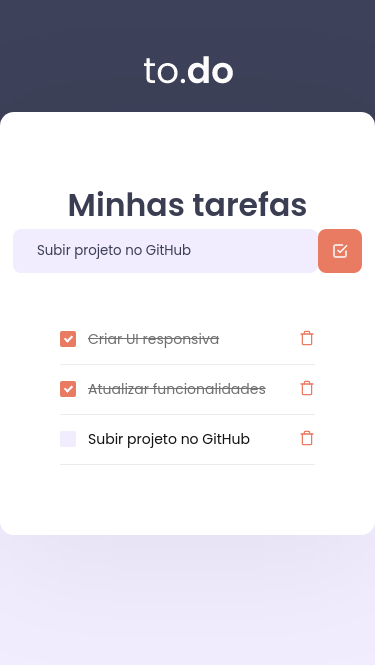 to.do
Minhas tarefas
Subir projeto no GitHub
Criar UI responsiva
Atualizar funcionalidades
Subir projeto no GitHub